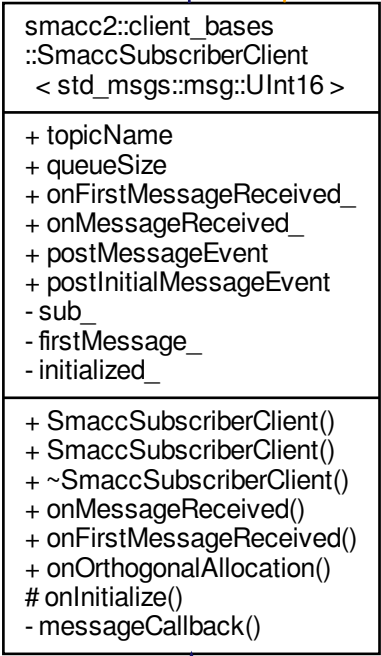 smacc2::client_bases
::SmaccSubscriberClient
< std_msgs::msg::UInt16 >
+ topicName
+ queueSize
+ onFirstMessageReceived_
+ onMessageReceived_
+ postMessageEvent
+ postInitialMessageEvent
- sub_
- firstMessage_
- initialized_
+ SmaccSubscriberClient()
+ SmaccSubscriberClient()
+ ~SmaccSubscriberClient()
+ onMessageReceived()
+ onFirstMessageReceived()
+ onOrthogonalAllocation()
# onInitialize()
- messageCallback()